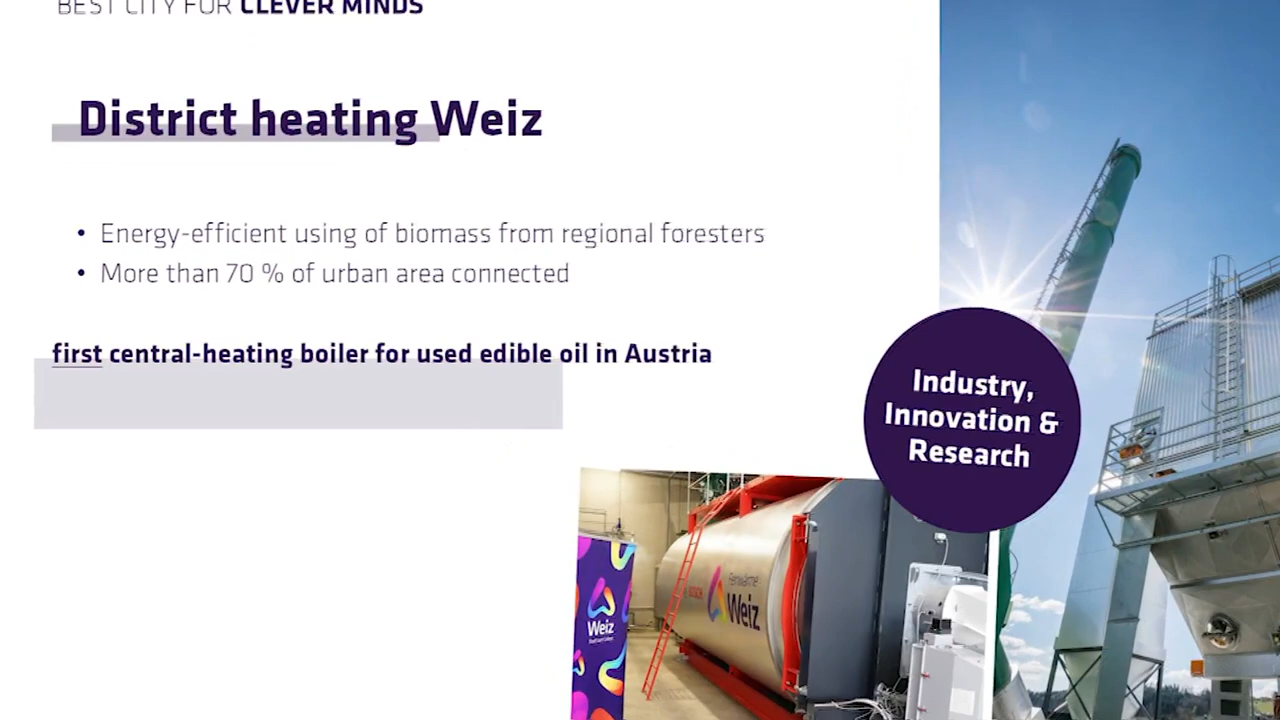 BEST CITY FOR CLEVER MINDS
District heating Weiz
• Energy-efficient using of biomass from regional foresters
• More than 70 % of urban area connected
first central-heating boiler for used edible oil in Austria
Industry,
Innovation &
Research
BOSCH
Fernwärme
Weiz
Weiz